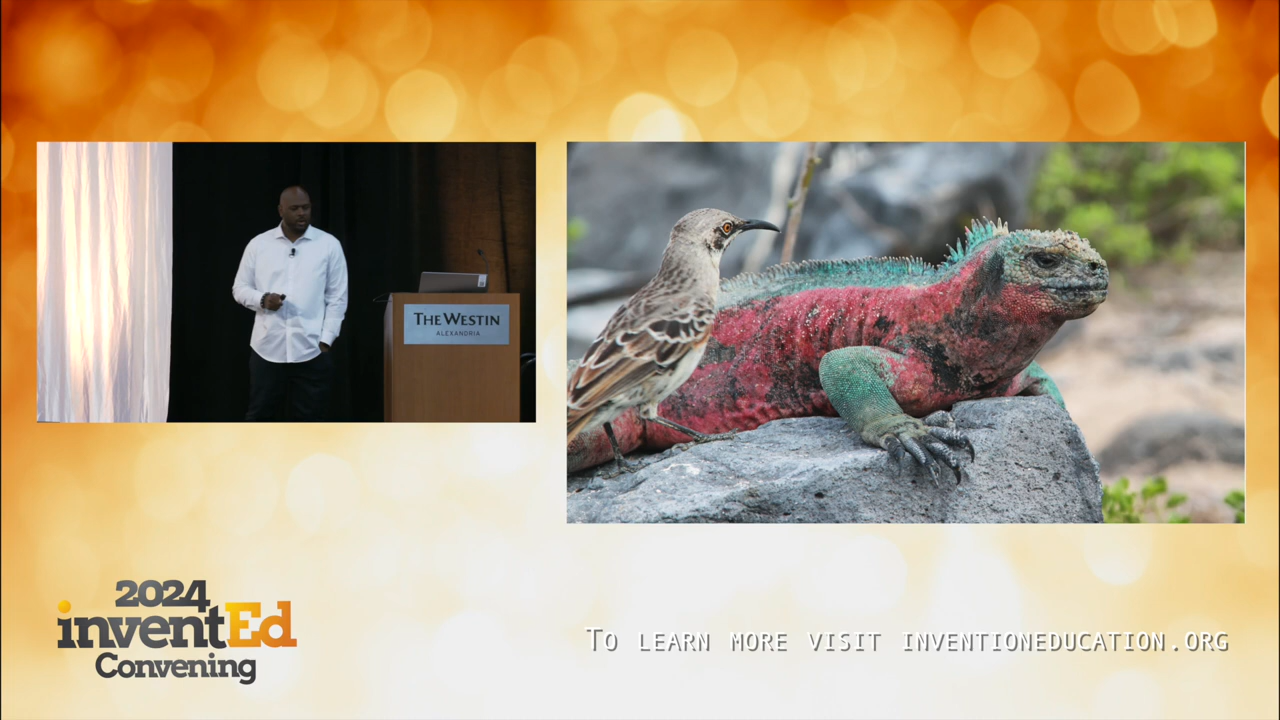 THE WESTIN
ALEXANDRIA
2024
inventEd
Convening
TO LEARN MORE VISIT INVENTIONEDUCATION.ORG